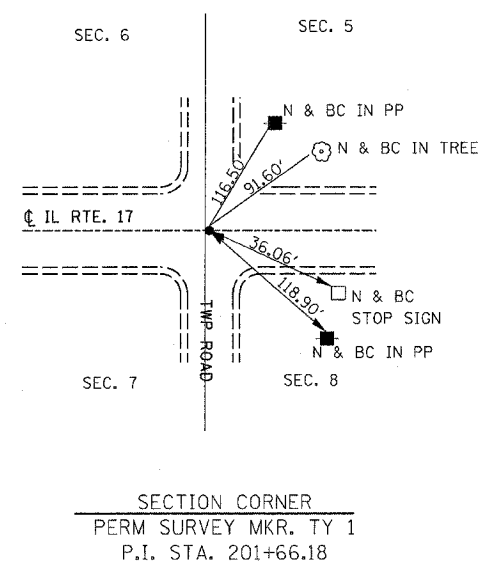 SEC. 6
SEC. 5
N & BC IN PP
N & BC IN TREE
116.50'
91.60'
℄ IL RTE. 17
36.06'
118.90'
N & BC
STOP SIGN
N & BC IN PP
TWP ROAD
SEC. 7
SEC. 8
SECTION CORNER
PERM SURVEY MKR. TY 1
P.I. STA. 201+66.18